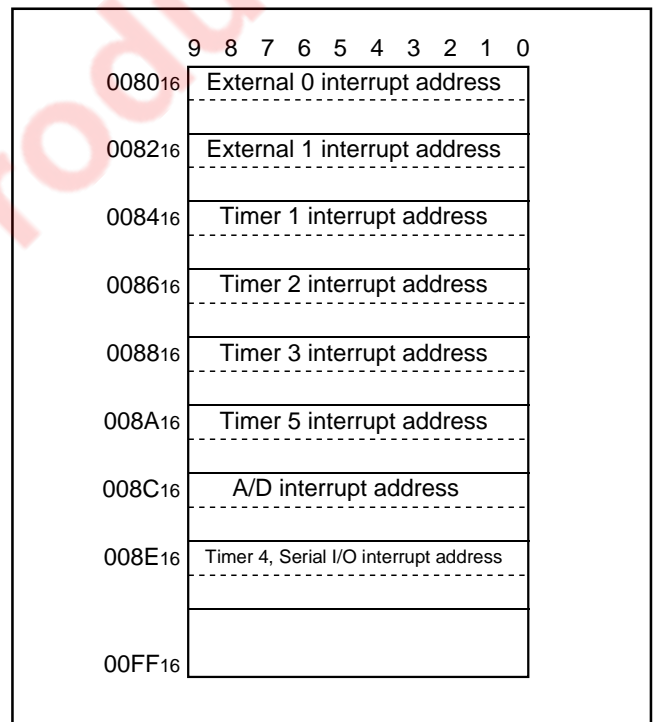 9 8 7 6 5 4 3 2 1 0
008016 External 0 interrupt address
008216 External 1 interrupt address
008416 Timer 1 interrupt address
008616 Timer 2 interrupt address
008816 Timer 3 interrupt address
008A16 Timer 5 interrupt address
008C16 A/D interrupt address
008E16 Timer 4, Serial I/O interrupt address
00FF16
rodu